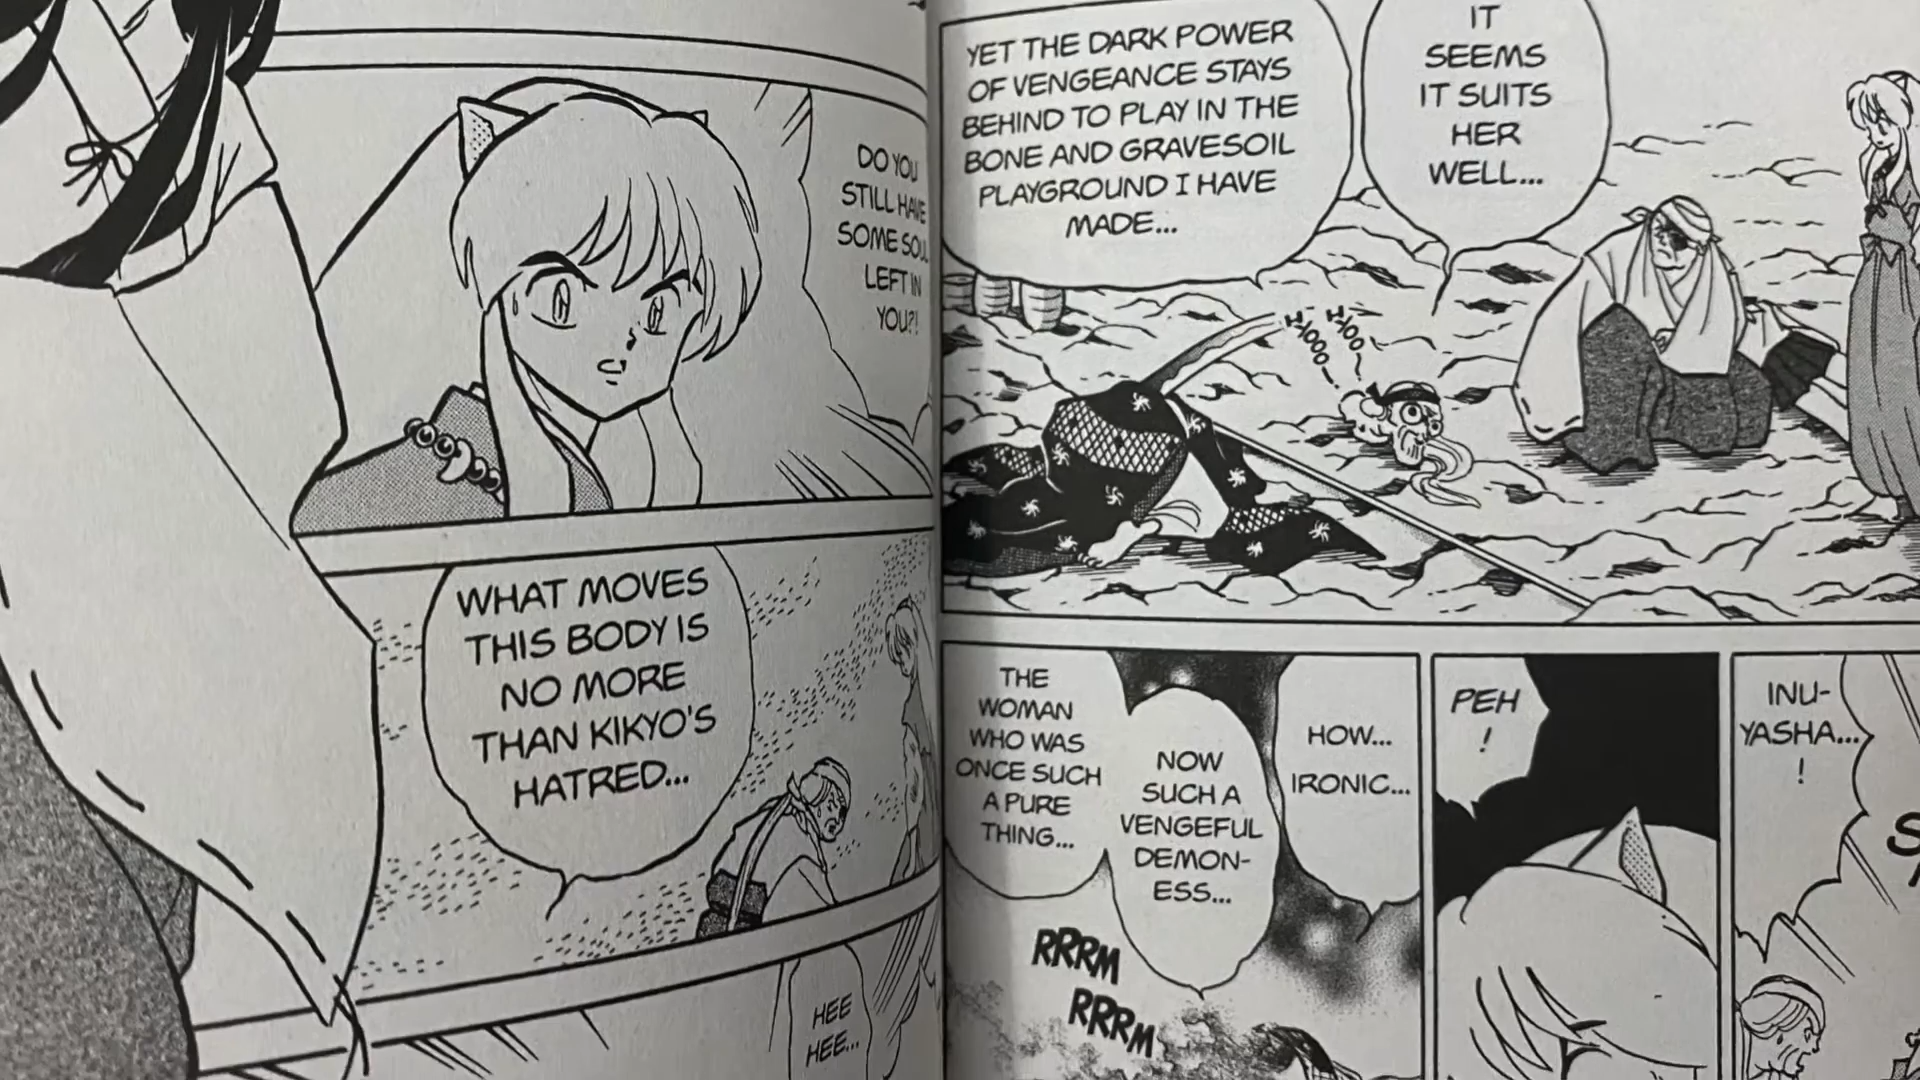 DO YOU
STILL HAVE
SOME SOUL
LEFT IN
YOU?!
WHAT MOVES
THIS BODY IS
NO MORE
THAN KIKYO'S
HATRED...
HEE
HEE...
YET THE DARK POWER
OF VENGEANCE STAYS
BEHIND TO PLAY IN THE
BONE AND GRAVESOIL
PLAYGROUND I HAVE
MADE...
IT
SEEMS
IT SUITS
HER
WELL...
HYOOO
HYOO
THE
WOMAN
WHO WAS
ONCE SUCH
A PURE
THING...
NOW
SUCH A
VENGEFUL
DEMON-
ESS...
HOW...
IRONIC...
RRRM
RRRM
PEH
!
INU-
YASHA...
!